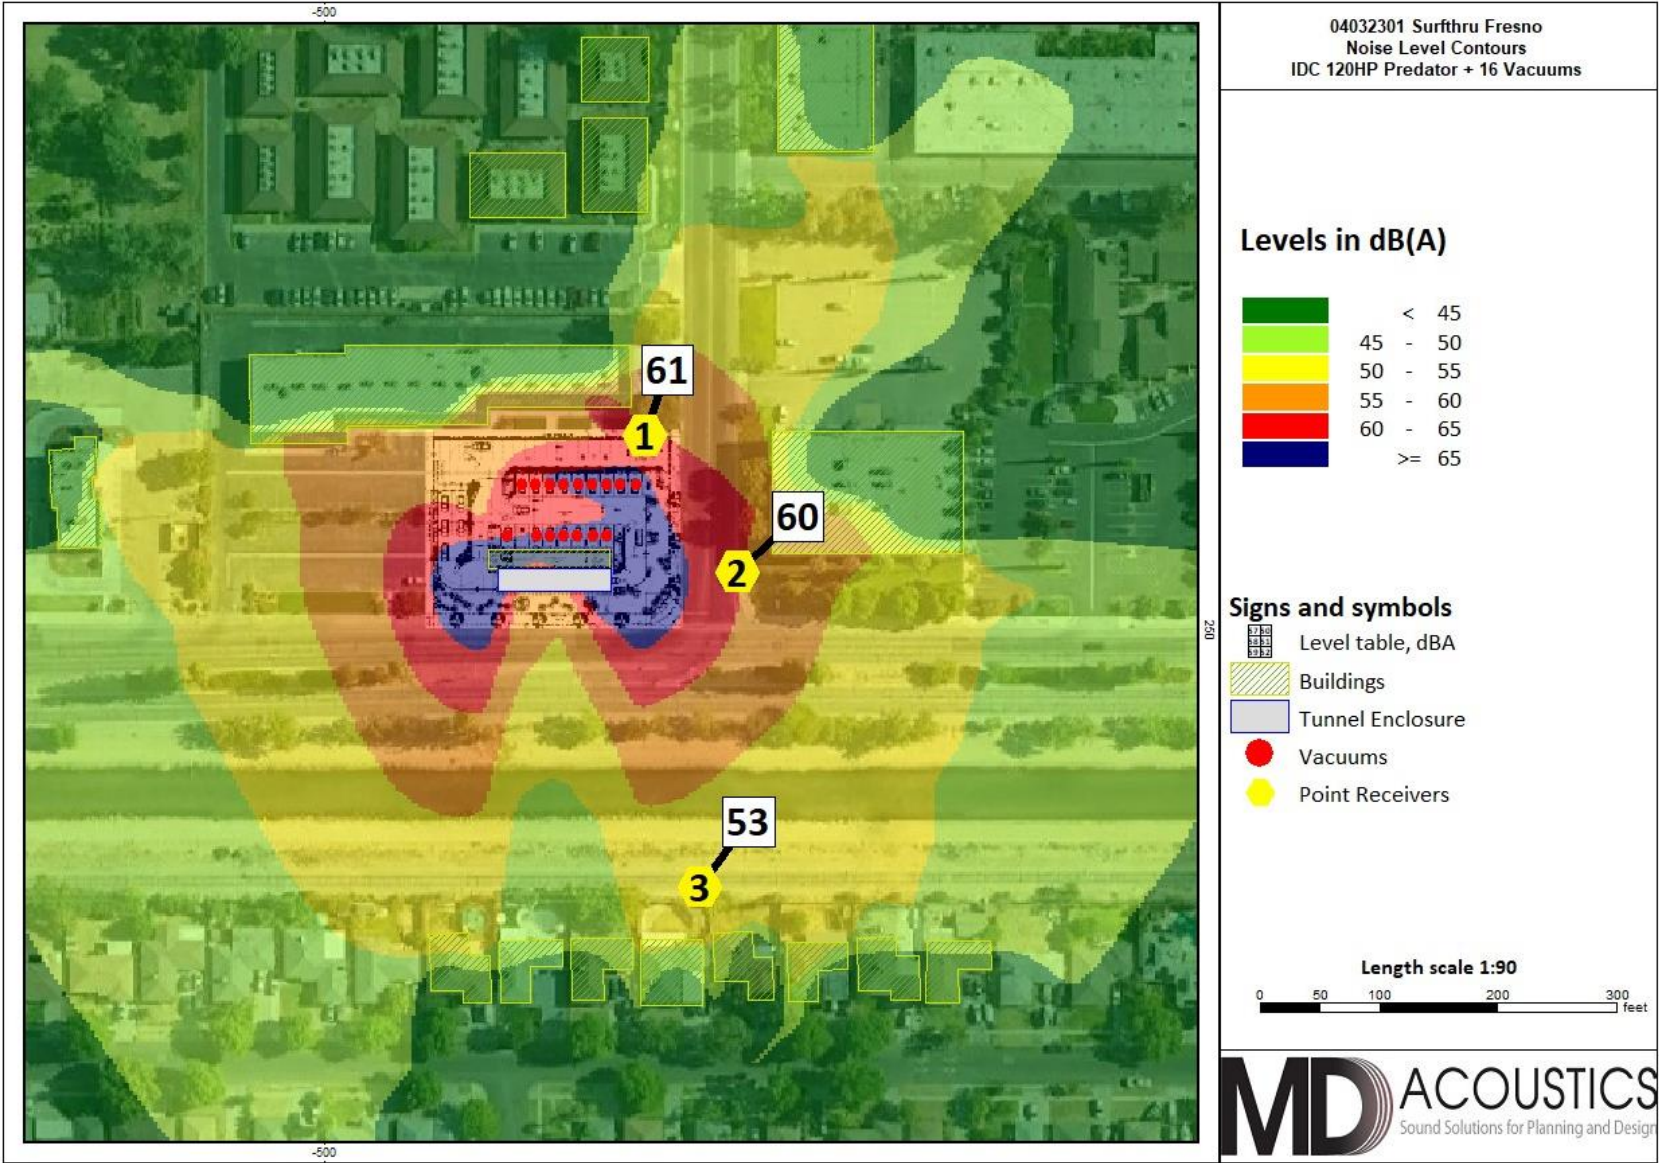 -500
04032301 Surfthru Fresno
Noise Level Contours
IDC 120HP Predator + 16 Vacuums
Levels in dB(A)
< 45
45 - 50
50 - 55
55 - 60
60 - 65
>= 65
61
1
60
2
53
3
250
Signs and symbols
Level table, dBA
Buildings
Tunnel Enclosure
Vacuums
Point Receivers
Length scale 1:90
0 50 100 200 300
feet
MD ACOUSTICS
Sound Solutions for Planning and Design
-500